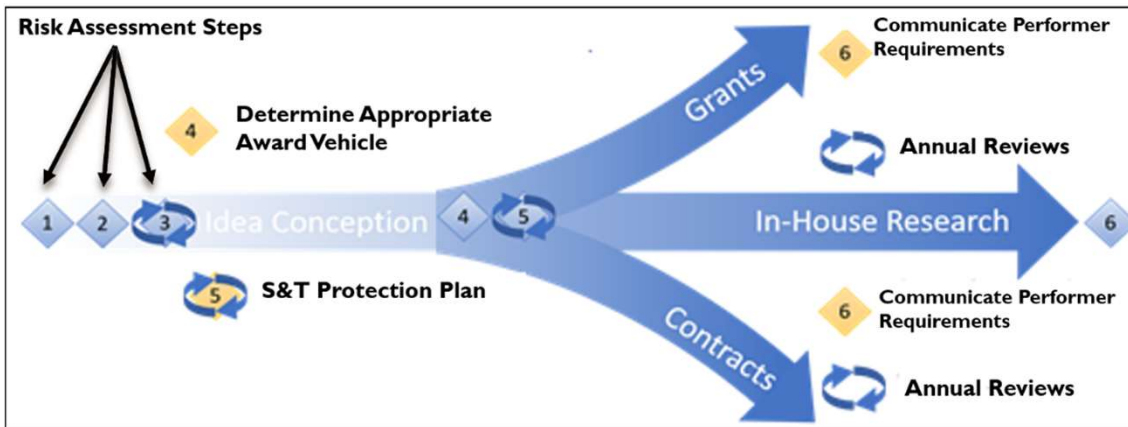 Risk Assessment Steps
4
Determine Appropriate
Award Vehicle
1
2
3
Idea Conception
4
5
5
S&T Protection Plan
Grants
6
Communicate Performer
Requirements
Annual Reviews
In-House Research
6
Contracts
6
Communicate Performer
Requirements
Annual Reviews